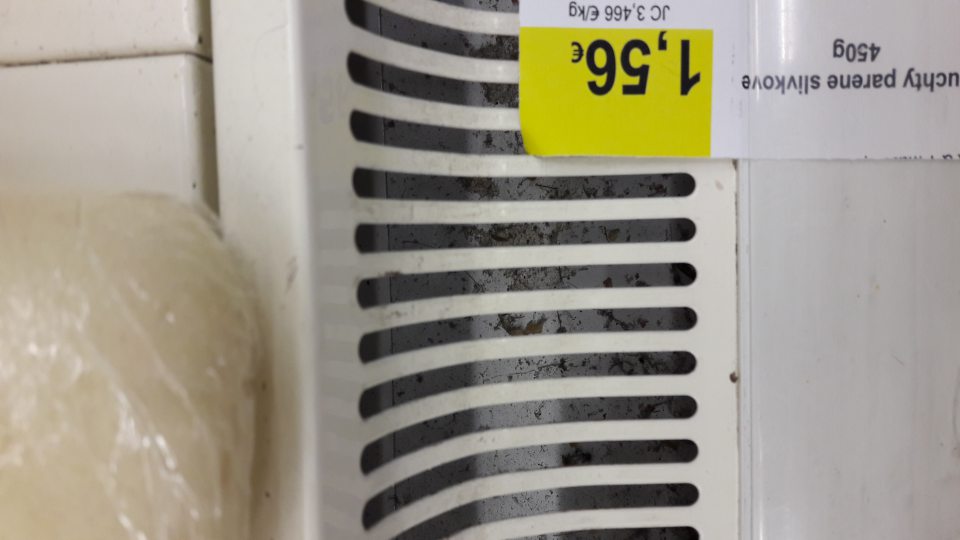 uchty parene slivkove
450g
1,56€
JC 3,466 €/kg